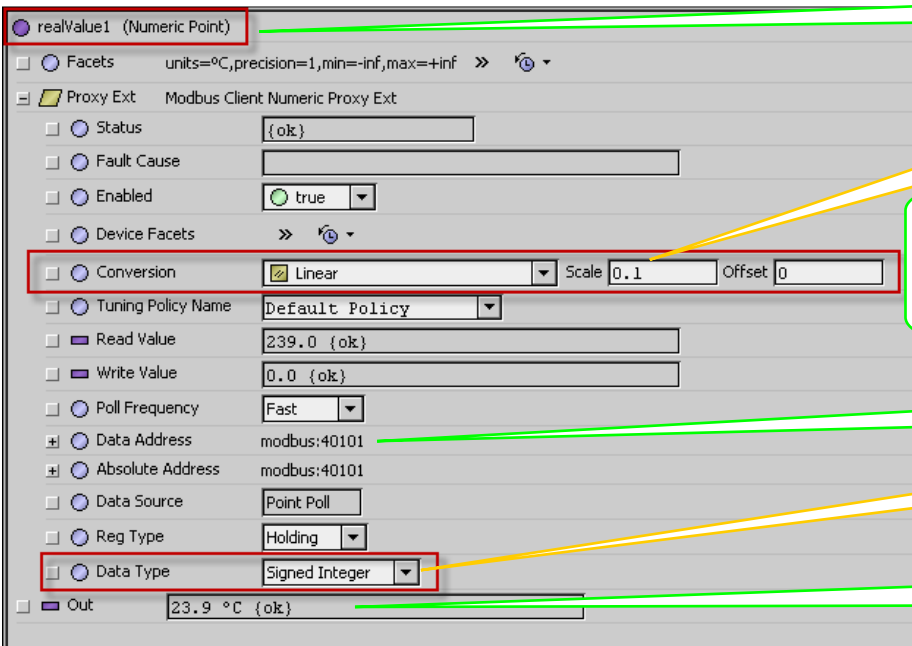 realValue1 (Numeric Point)
Facets units=ºC,precision=1,min=-inf,max=+inf »
Proxy Ext Modbus Client Numeric Proxy Ext
Status {ok}
Fault Cause
Enabled true
Device Facets »
Conversion Linear Scale 0.1 Offset 0
Tuning Policy Name Default Policy
Read Value 239.0 {ok}
Write Value 0.0 {ok}
Poll Frequency Fast
Data Address modbus:40101
Absolute Address modbus:40101
Data Source Point Poll
Reg Type Holding
Data Type Signed Integer
Out 23.9 ºC {ok}